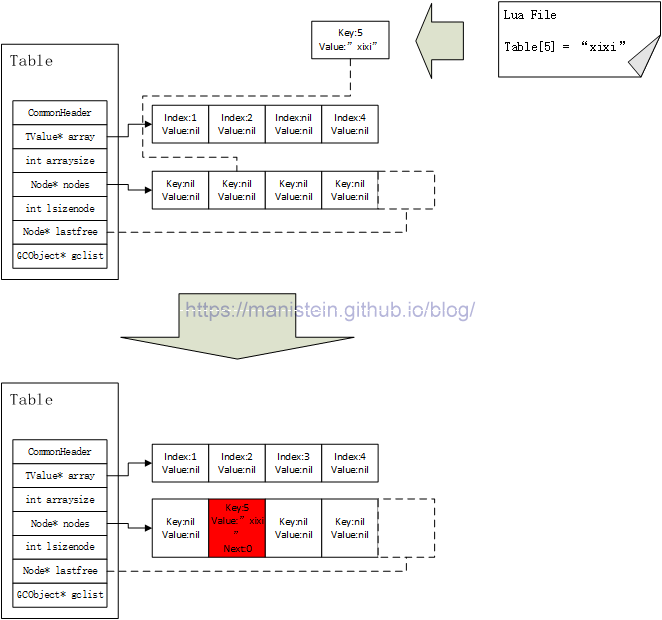 Lua File
Table[5] = “xixi”
Key:5
Value:”xixi”
Table
CommonHeader
TValue* array
int arraysize
Node* nodes
int lsizenode
Node* lastfree
GCObject* gclist
Index:1 Index:2 Index:nil Index:4
Value:nil Value:nil Value:nil Value:nil
Key:nil Key:nil Key:nil Key:nil
Value:nil Value:nil Value:nil Value:nil
https://manistein.github.io/blog/
Table
CommonHeader
TValue* array
int arraysize
Node* nodes
int lsizenode
Node* lastfree
GCObject* gclist
Index:1 Index:2 Index:3 Index:4
Value:nil Value:nil Value:nil Value:nil
Key:nil
Value:nil
Key:5
Value:”xixi
”
Next:0
Key:nil Key:nil
Value:nil Value:nil